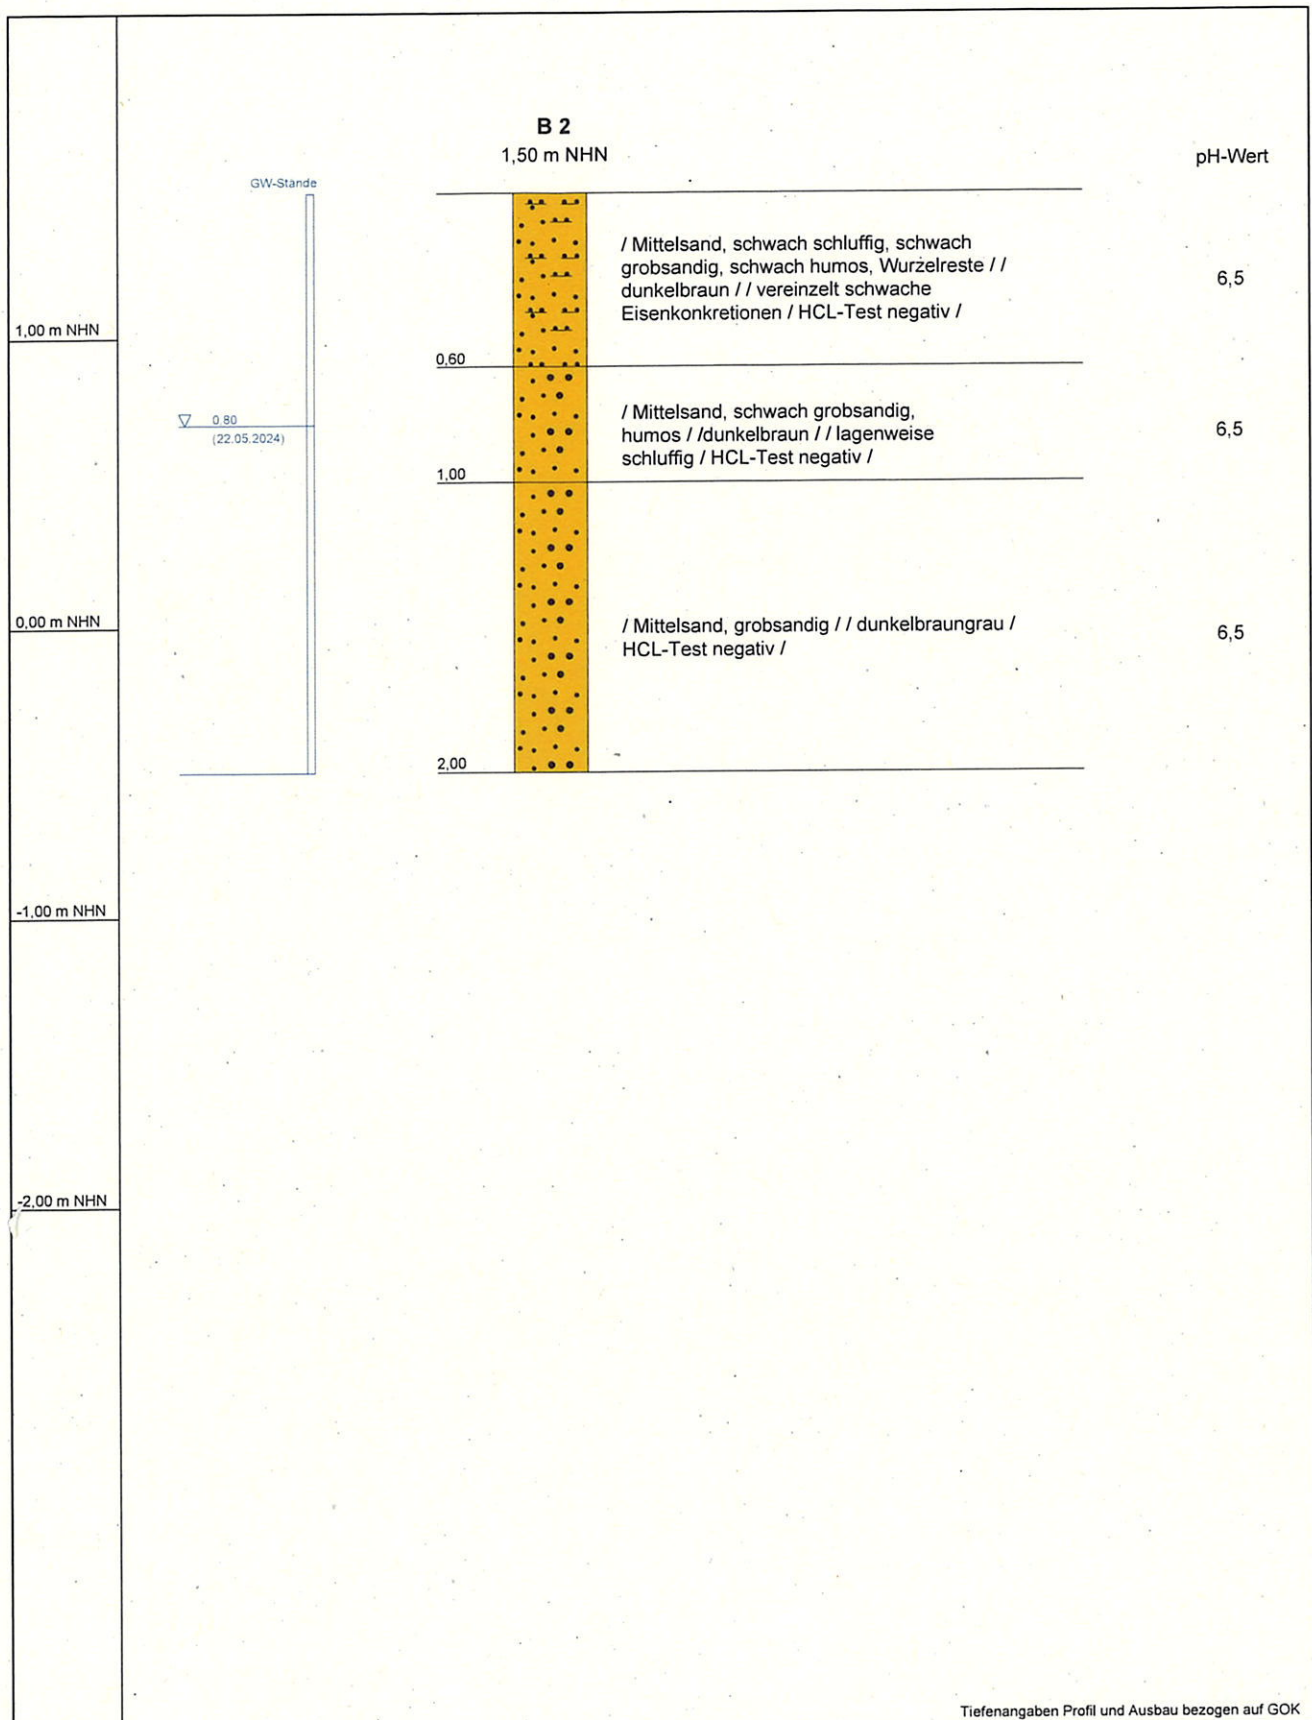 B 2
1,50 m NHN
pH-Wert
GW-Stande
/ Mittelsand, schwach schluffig, schwach
grobsandig, schwach humos, Wurzelreste / /
dunkelbraun / / vereinzelt schwache
Eisenkonkretionen / HCL-Test negativ /
6,5
1,00 m NHN
0,60
0.80
(22.05.2024)
/ Mittelsand, schwach grobsandig,
humos / /dunkelbraun / / lagenweise
schluffig / HCL-Test negativ /
6,5
1,00
0,00 m NHN
/ Mittelsand, grobsandig / / dunkelbraungrau /
HCL-Test negativ /
6,5
2,00
-1,00 m NHN
-2,00 m NHN
Tiefenangaben Profil und Ausbau bezogen auf GOK